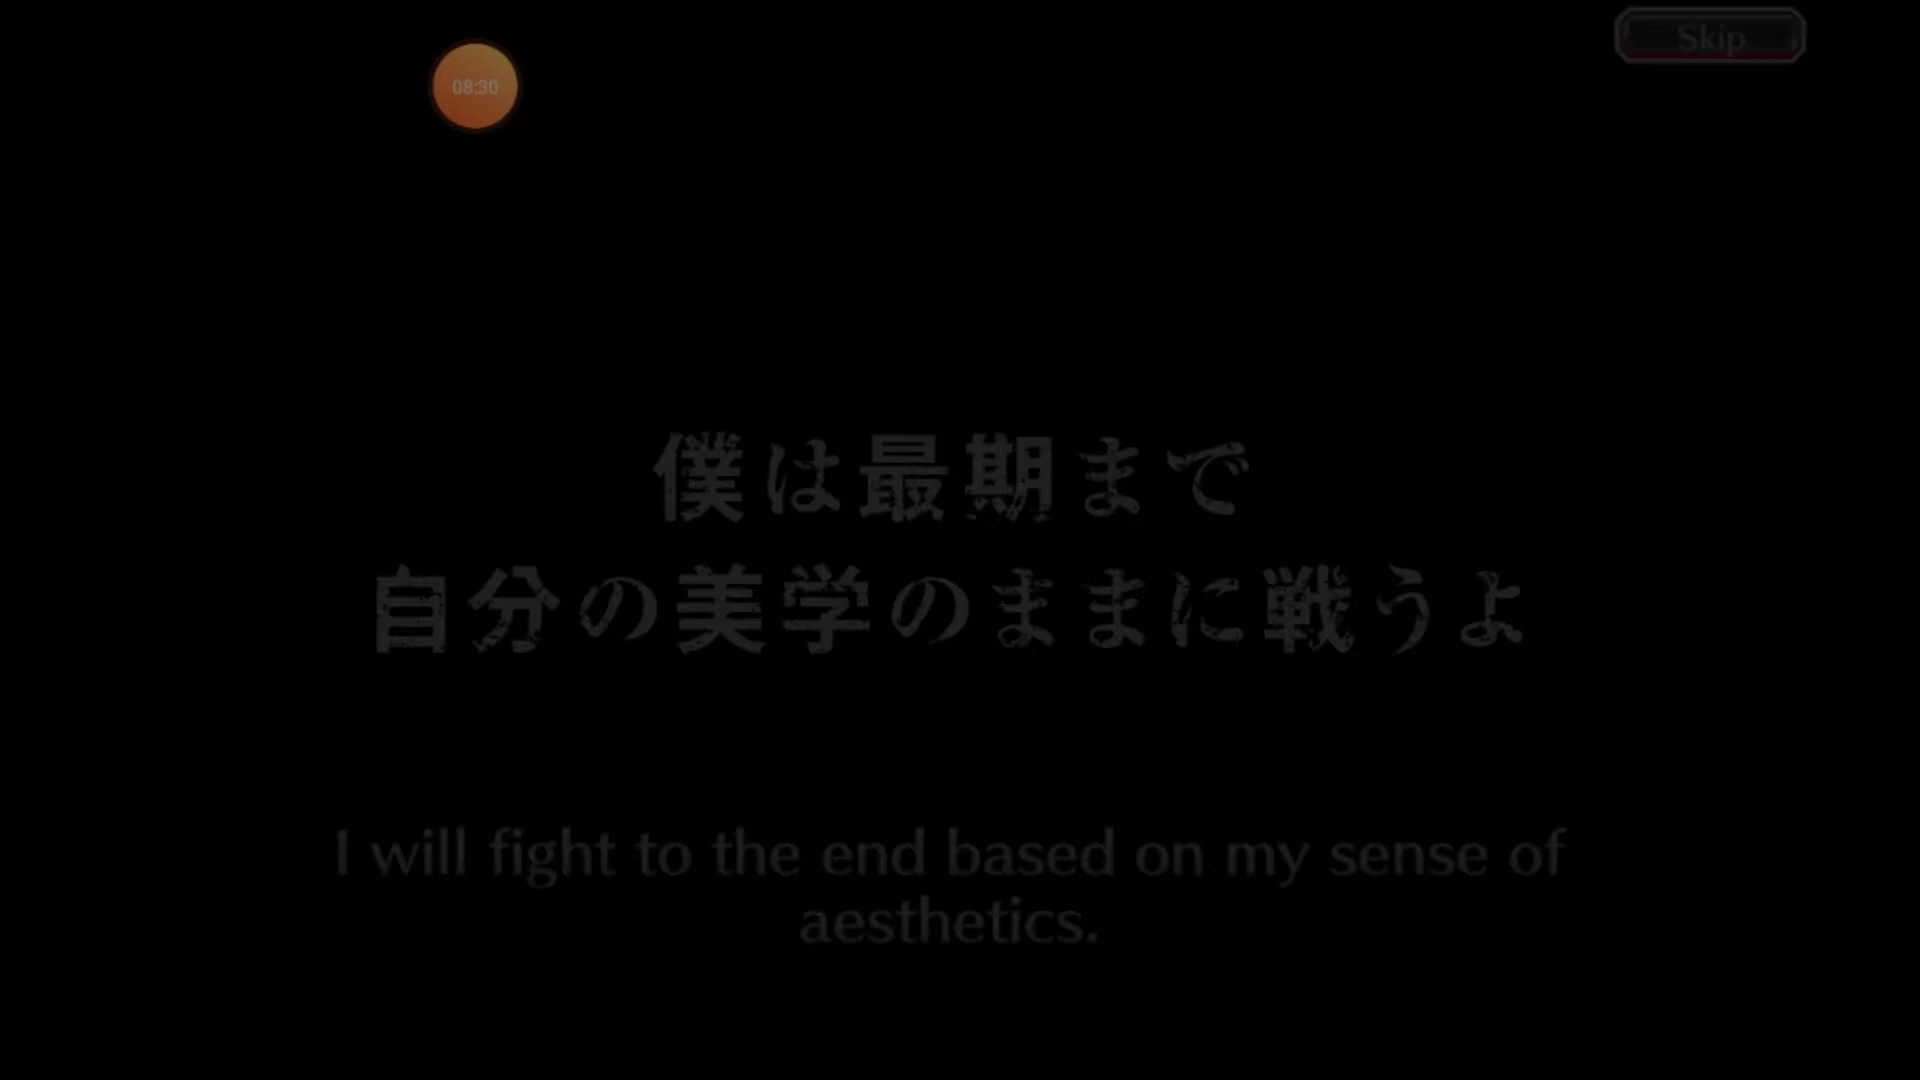 Skip
08:30
僕は最期まで
自分の美学のままに戦うよ
I will fight to the end based on my sense of
aesthetics.